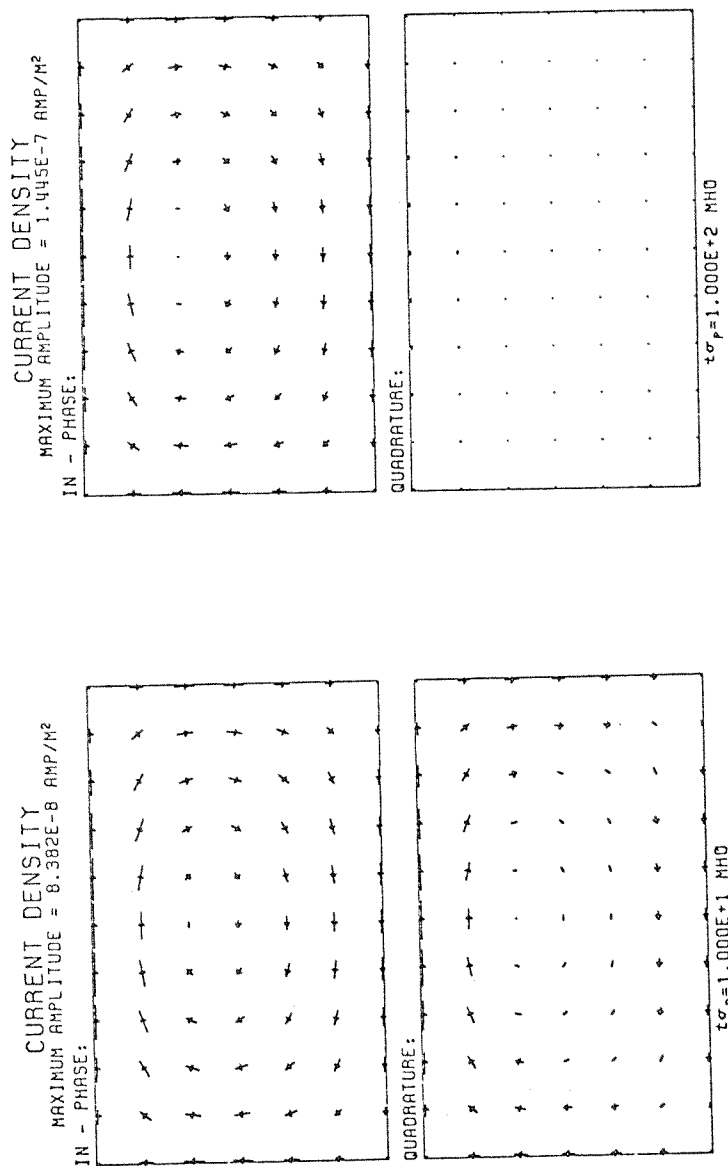 CURRENT DENSITY
MAXIMUM AMPLITUDE = 8.382E-8 AMP/M²
IN - PHASE:
QUADRATURE:
tσₚ=1.000E+1 MHO
CURRENT DENSITY
MAXIMUM AMPLITUDE = 1.445E-7 AMP/M²
IN - PHASE:
QUADRATURE:
tσₚ=1.000E+2 MHO